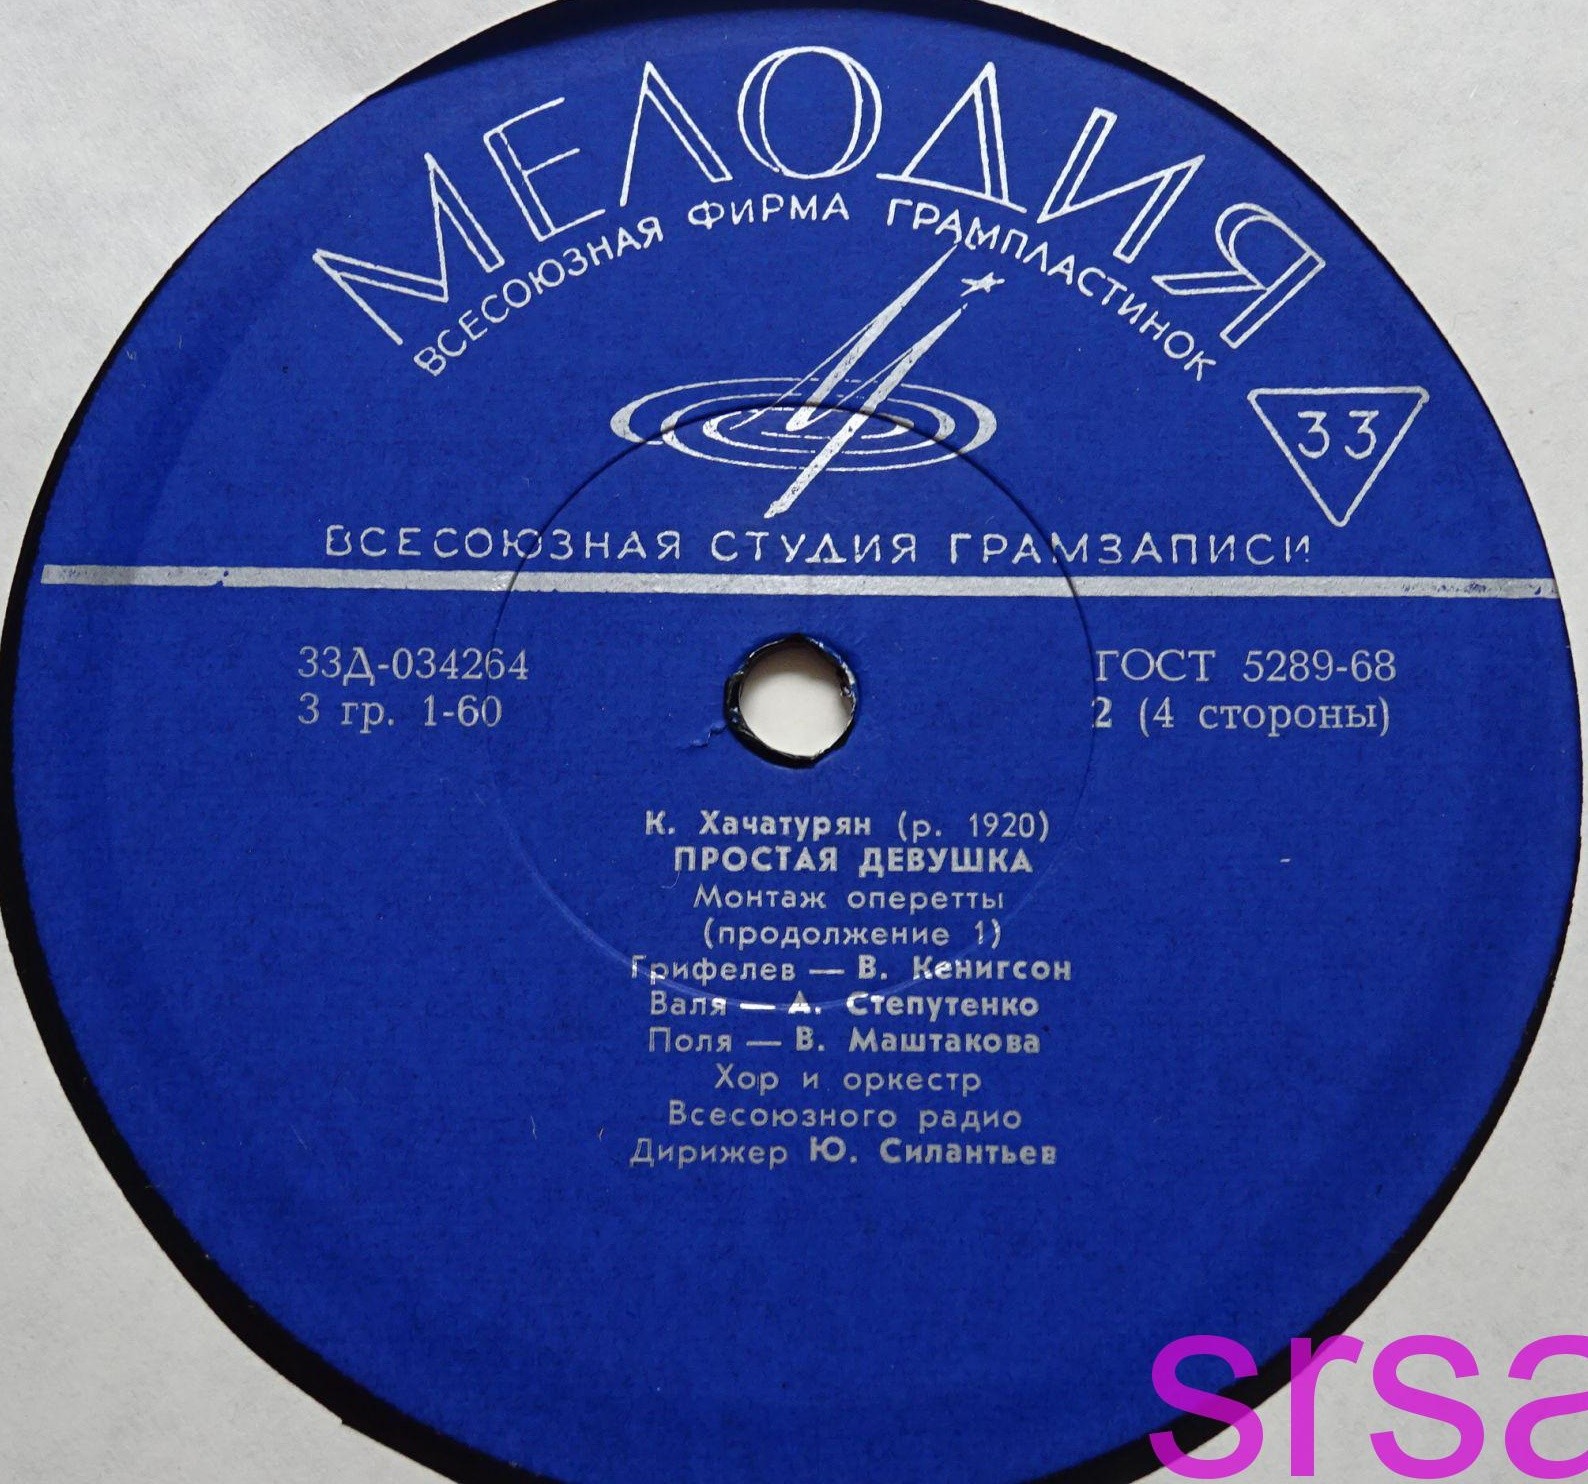 МЕЛОДИЯ
ВСЕСОЮЗНАЯ ФИРМА ГРАМПЛАСТИНОК
33
ВСЕСОЮЗНАЯ СТУДИЯ ГРАМЗАПИСИ
33Д-034264
ГОСТ 5289-68
3 гр. 1-60
2 (4 стороны)
К. Хачатурян (р. 1920)
ПРОСТАЯ ДЕВУШКА
Монтаж оперетты
(продолжение 1)
Грифелев — В. Кенигсон
Валя — А. Степутенко
Поля — В. Маштакова
Хор и оркестр
Всесоюзного радио
Дирижер Ю. Силантьев
srsa